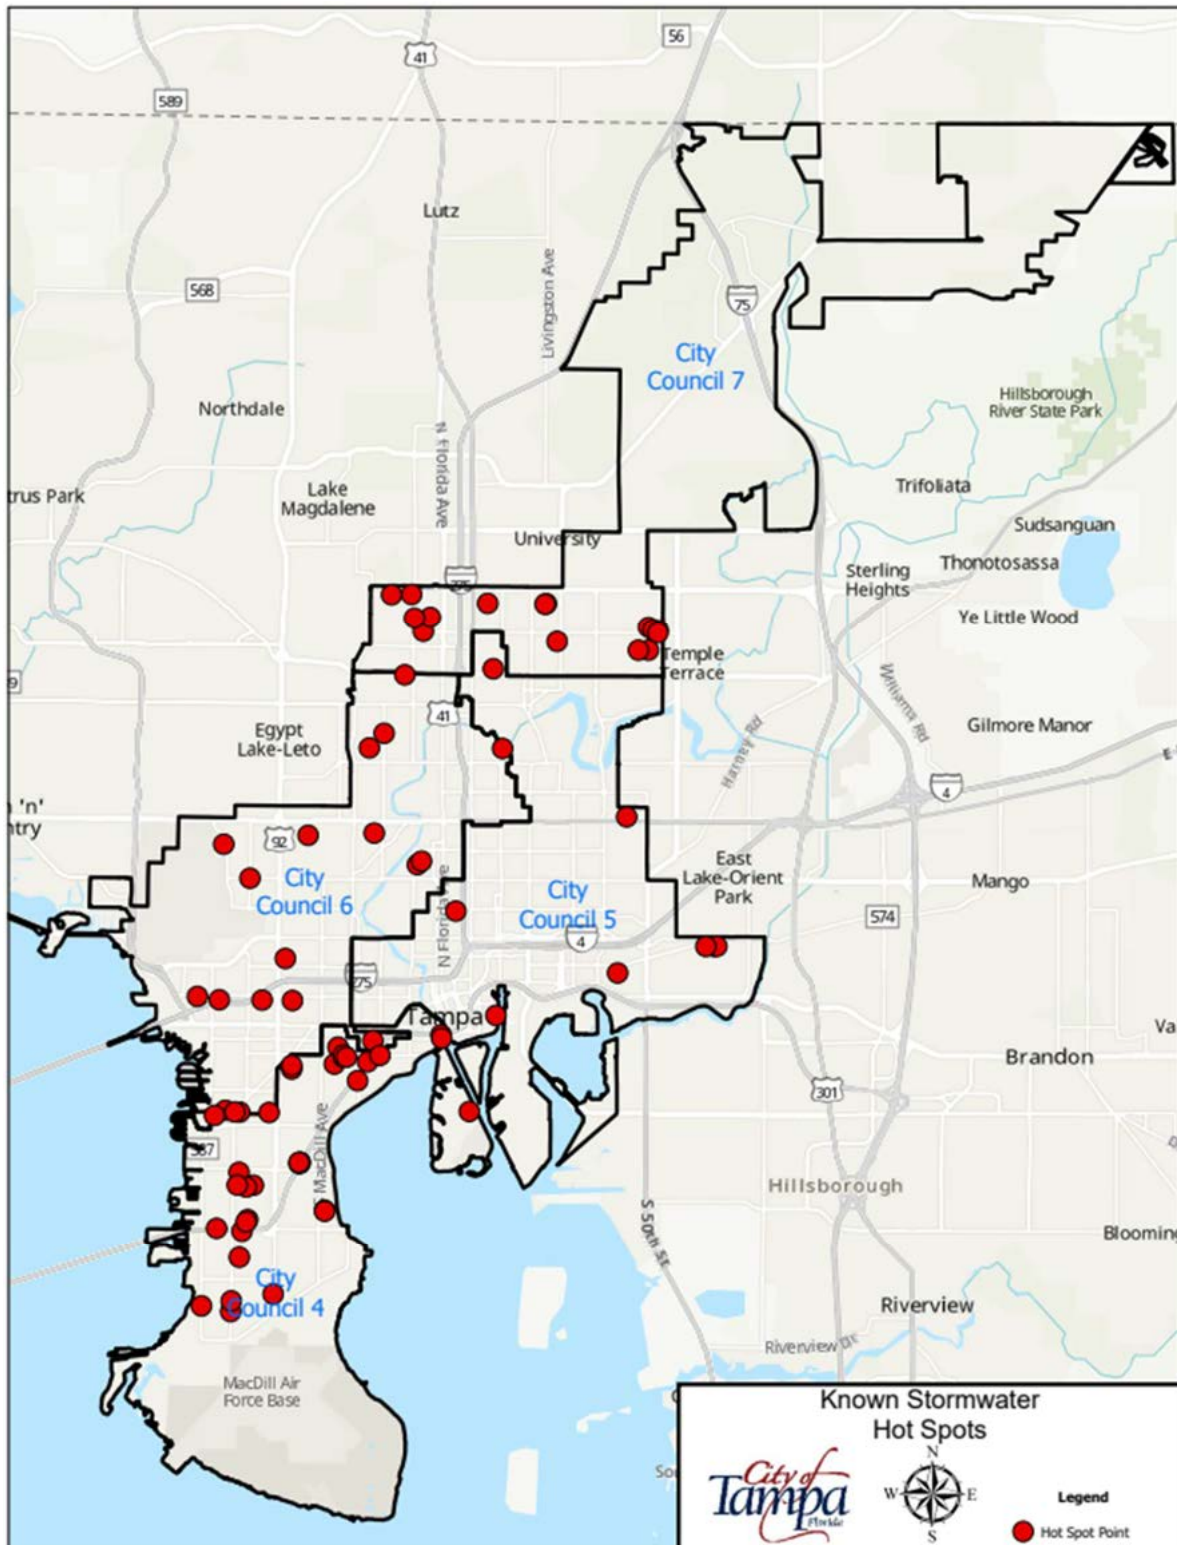 56
41
589
Lutz
Livingston Ave
568
75
City
Council 7
Hillsborough
River State Park
Northdale
N Florida Ave
trus Park
Lake
Magdalene
Trifoliata
Sudsanguan
University
Sterling
Heights
Thonotosassa
275
Ye Little Wood
Temple
Terrace
9
Williams Rd
41
Egypt
Lake-Leto
Harney Rd
Gilmore Manor
4
n 'n'
ntry
92
East
Lake-Orient
Park
City
Council 6
City
Council 5
Mango
574
N Florida Ave
4
275
Tampa
Va
Brandon
301
MacDill Ave
587
Hillsborough
S 50th St
Blooming
City
Council 4
Riverview
Riverview Dr
MacDill Air
Force Base
Known Stormwater
Hot Spots
City of
Tampa
Florida
N
W
E
S
Legend
Hot Spot Point